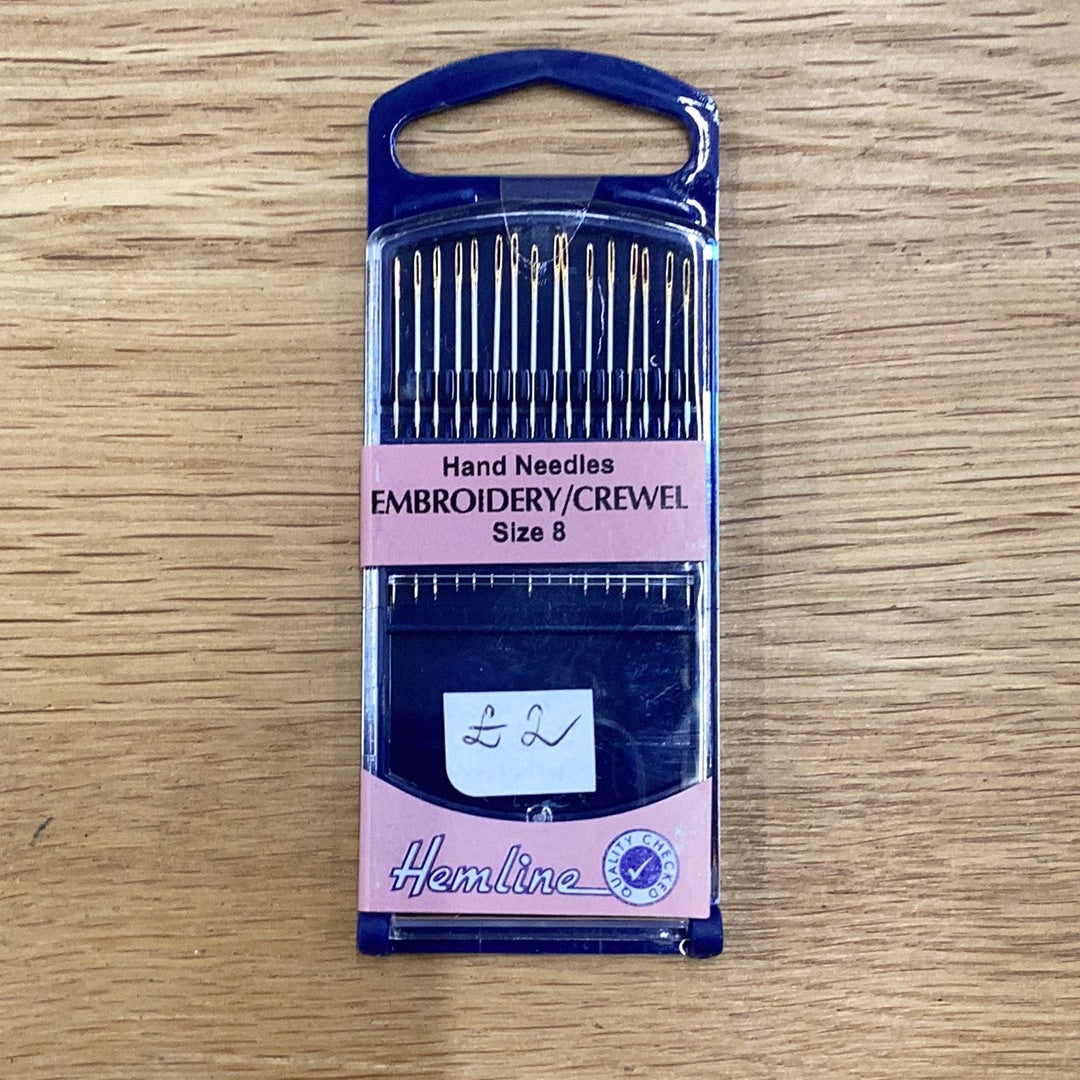 Hand Needles
EMBROIDERY/CREWEL
Size 8
£2
Hemline
QUALITY CHECKED